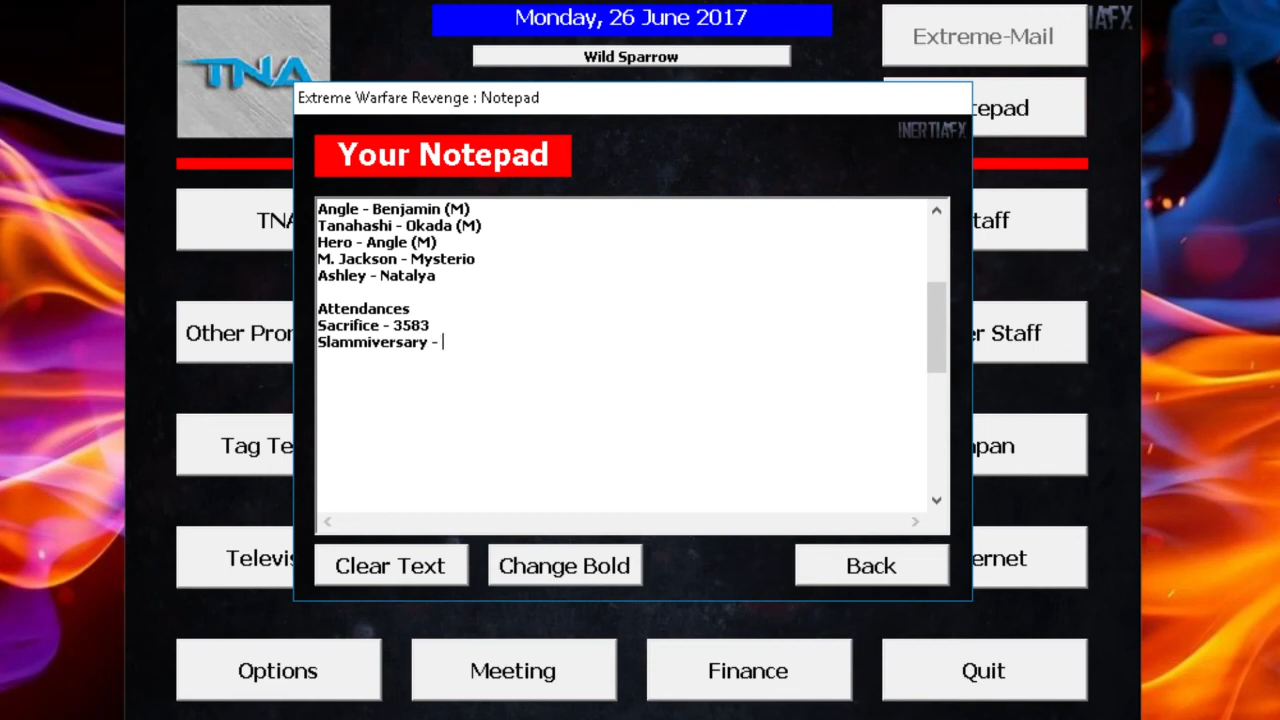 TNA
Monday, 26 June 2017
Wild Sparrow
Extreme-Mail
Extreme Warfare Revenge : Notepad
tepad
INERTIAFX
Your Notepad
Angle - Benjamin (M)
Tanahashi - Okada (M)
Hero - Angle (M)
M. Jackson - Mysterio
Ashley - Natalya
Attendances
Sacrifice - 3583
Slammiversary -
Clear Text
Change Bold
Back
TNA
taff
Other Pro
r Staff
Tag Te
pan
Televis
ernet
Options
Meeting
Finance
Quit